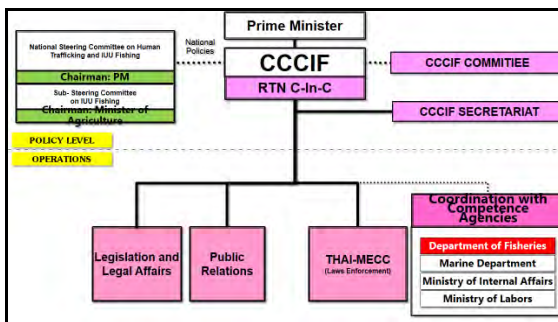 Prime Minister
National Steering Committee on Human
Trafficking and IUU Fishing
Chairman: PM
Sub- Steering Committee
on IUU Fishing
Chairman: Minister of
Agriculture
National
Policies
CCCIF
RTN C-In-C
CCCIF COMMITIEE
CCCIF SECRETARIAT
POLICY LEVEL
OPERATIONS
Legislation and
Legal Affairs
Public
Relations
THAI-MECC
(Laws Enforcement)
Coordination with
Competence
Agencies
Department of Fisheries
Marine Department
Ministry of Internal Affairs
Ministry of Labors